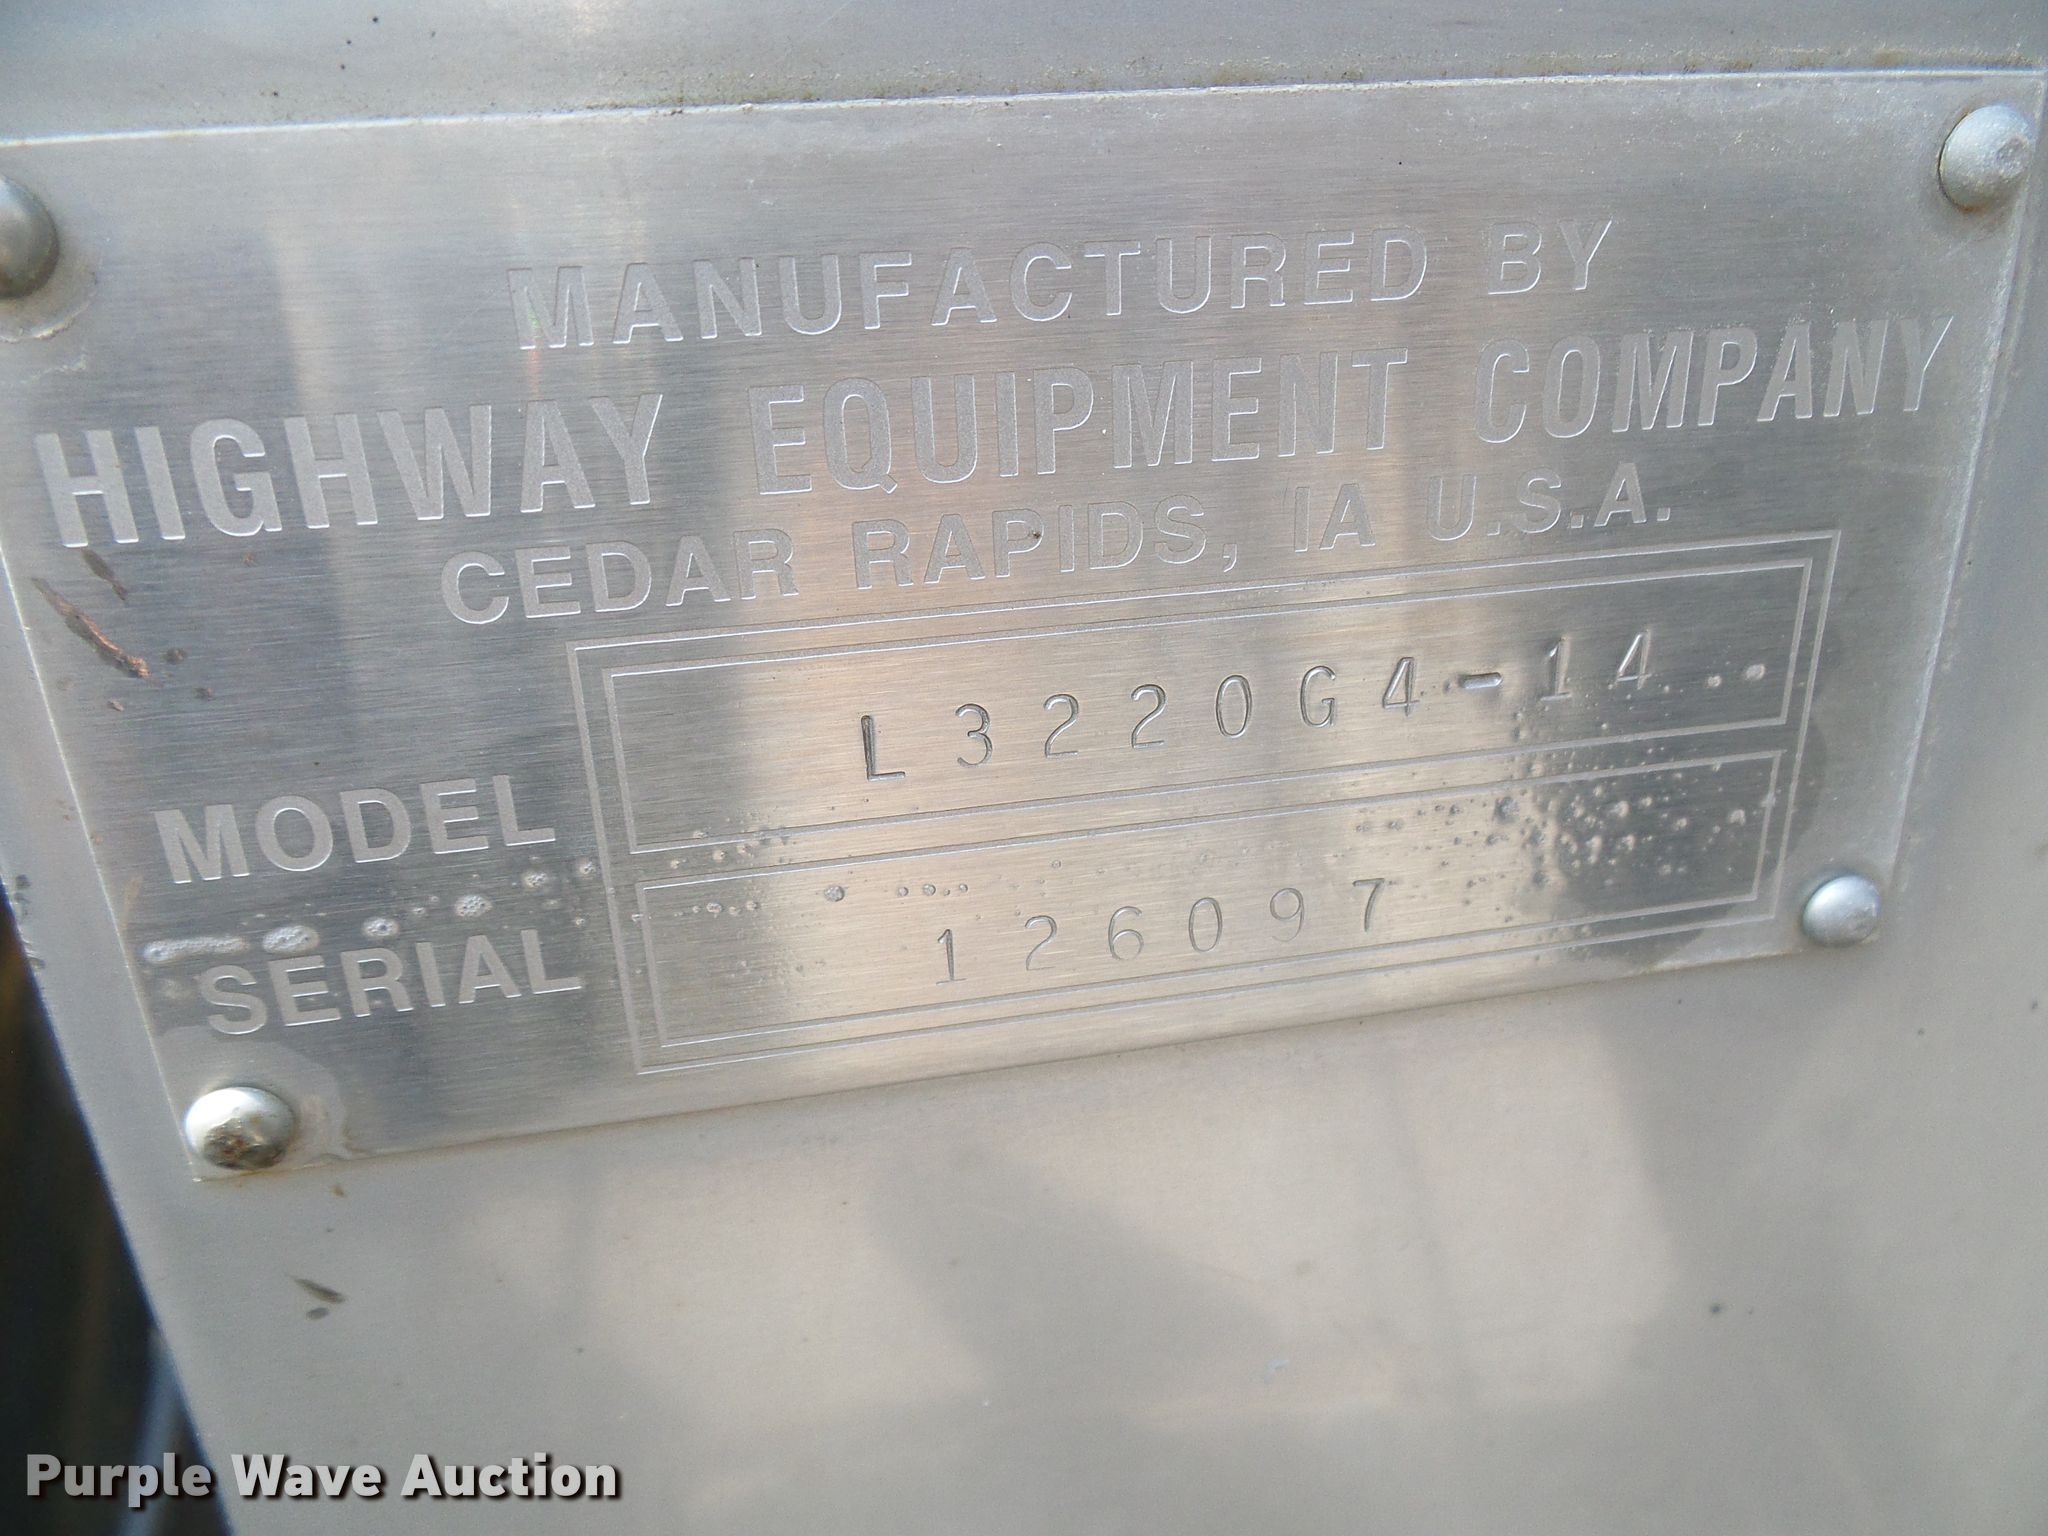 MANUFACTURED BY
HIGHWAY EQUIPMENT COMPANY
CEDAR RAPIDS, IA U.S.A.
MODEL L3220G4-14
SERIAL 126097
Purple Wave Auction